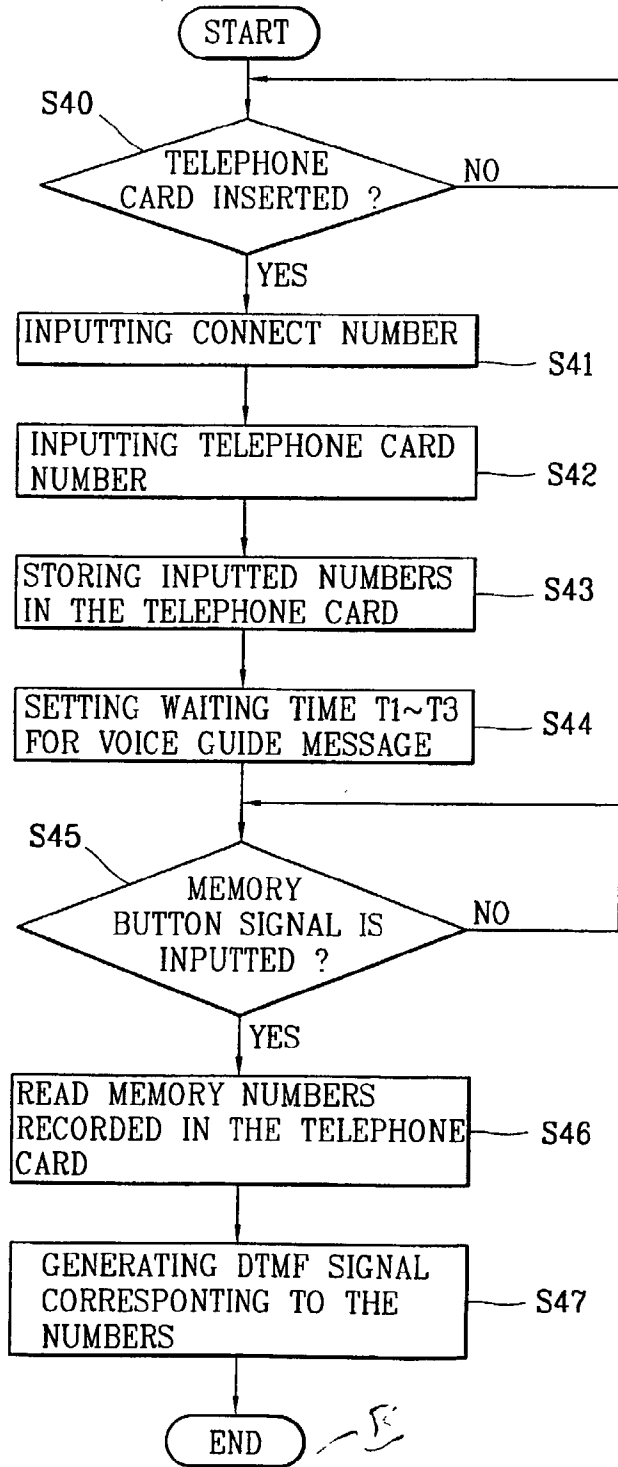 START
S40
TELEPHONE
CARD INSERTED ?
NO
YES
INPUTTING CONNECT NUMBER
S41
INPUTTING TELEPHONE CARD
NUMBER
S42
STORING INPUTTED NUMBERS
IN THE TELEPHONE CARD
S43
SETTING WAITING TIME T1~T3
FOR VOICE GUIDE MESSAGE
S44
S45
MEMORY
BUTTON SIGNAL IS
INPUTTED ?
NO
YES
READ MEMORY NUMBERS
RECORDED IN THE TELEPHONE
CARD
S46
GENERATING DTMF SIGNAL
CORRESPONTING TO THE
NUMBERS
S47
END